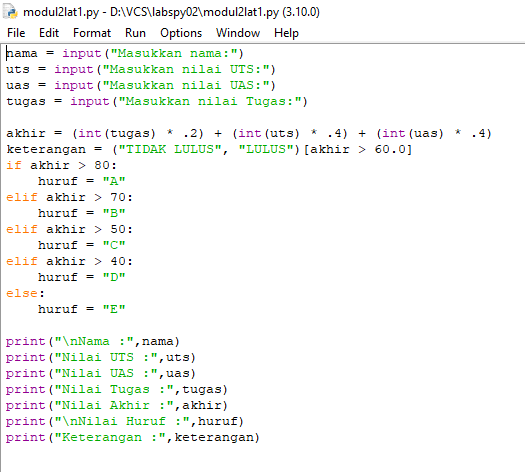 modul2lat1.py - D:\VCS\labspy02\modul2lat1.py (3.10.0)
File Edit Format Run Options Window Help
nama = input("Masukkan nama:")
uts = input("Masukkan nilai UTS:")
uas = input("Masukkan nilai UAS:")
tugas = input("Masukkan nilai Tugas:")

akhir = (int(tugas) * .2) + (int(uts) * .4) + (int(uas) * .4)
keterangan = ("TIDAK LULUS", "LULUS")[akhir > 60.0]
if akhir > 80:
    huruf = "A"
elif akhir > 70:
    huruf = "B"
elif akhir > 50:
    huruf = "C"
elif akhir > 40:
    huruf = "D"
else:
    huruf = "E"

print("\nNama :",nama)
print("Nilai UTS :",uts)
print("Nilai UAS :",uas)
print("Nilai Tugas :",tugas)
print("Nilai Akhir :",akhir)
print("\nNilai Huruf :",huruf)
print("Keterangan :",keterangan)